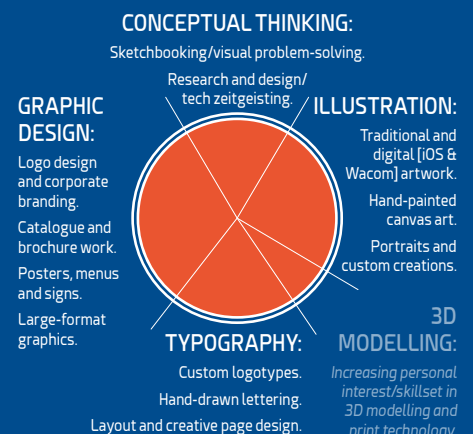 CONCEPTUAL THINKING:
Sketchbooking/visual problem-solving.
Research and design/
tech zeitgeisting.
GRAPHIC
DESIGN:
Logo design
and corporate
branding.
Catalogue and
brochure work.
Posters, menus
and signs.
Large-format
graphics.
ILLUSTRATION:
Traditional and
digital [iOS &
Wacom] artwork.
Hand-painted
canvas art.
Portraits and
custom creations.
TYPOGRAPHY:
Custom logotypes.
Hand-drawn lettering.
Layout and creative page design.
3D
MODELLING:
Increasing personal
interest/skillset in
3D modelling and
print technology.